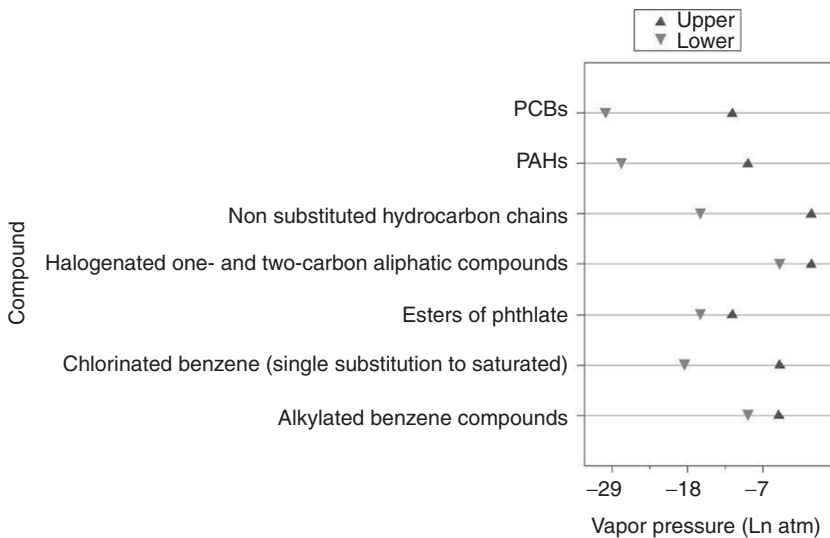 Upper
Lower
PCBs
PAHs
Non substituted hydrocarbon chains
Halogenated one- and two-carbon aliphatic compounds
Esters of phthlate
Chlorinated benzene (single substitution to saturated)
Alkylated benzene compounds
Compound
−29 −18 −7
Vapor pressure (Ln atm)